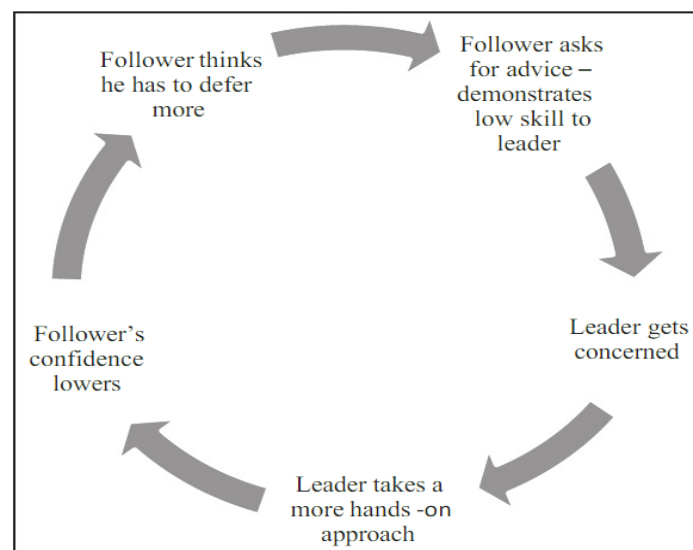 Follower thinks
he has to defer
more
Follower asks
for advice –
demonstrates
low skill to
leader
Leader gets
concerned
Leader takes a
more hands -on
approach
Follower's
confidence
lowers